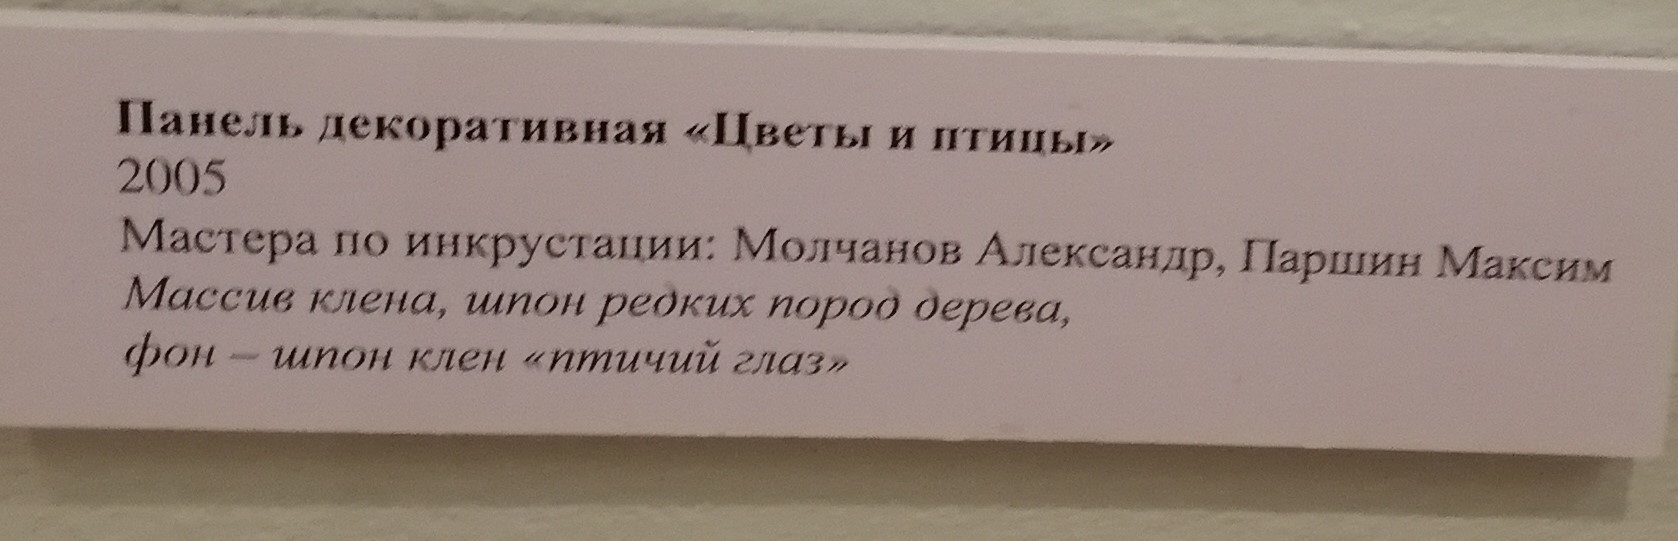 Панель декоративная «Цветы и птицы»
2005
Мастера по инкрустации: Молчанов Александр, Паршин Максим
Массив клена, шпон редких пород дерева,
фон – шпон клен «птичий глаз»